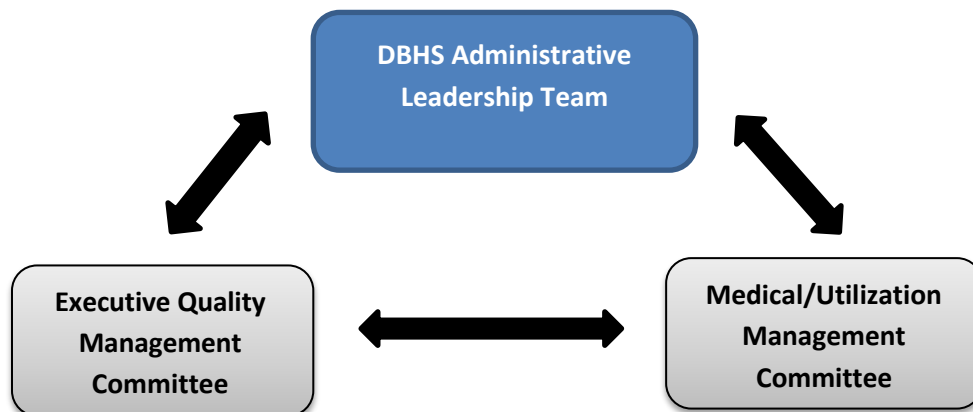 DBHS Administrative
Leadership Team
Executive Quality
Management
Committee
Medical/Utilization
Management
Committee